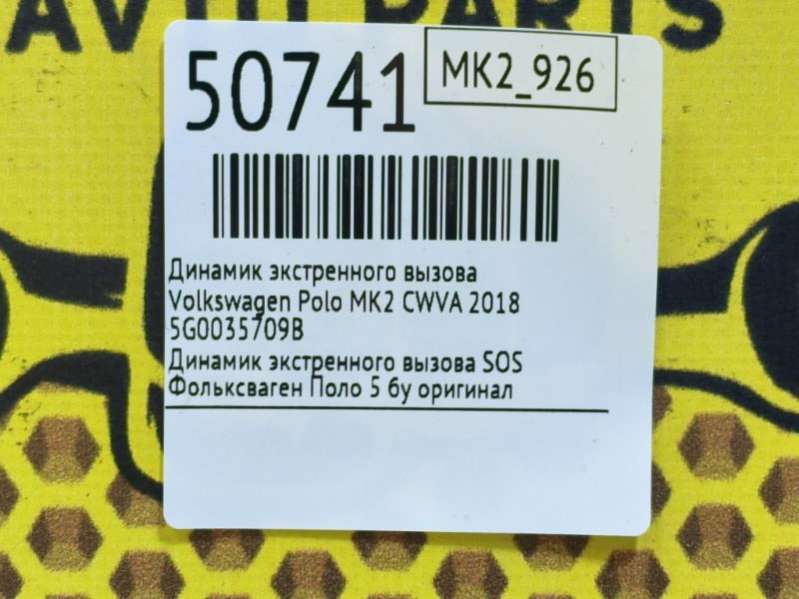 AVTO PARTS
50741
MK2_926
Динамик экстренного вызова
Volkswagen Polo MK2 CWVA 2018
5G0035709B
Динамик экстренного вызова SOS
Фольксваген Поло 5 бу оригинал